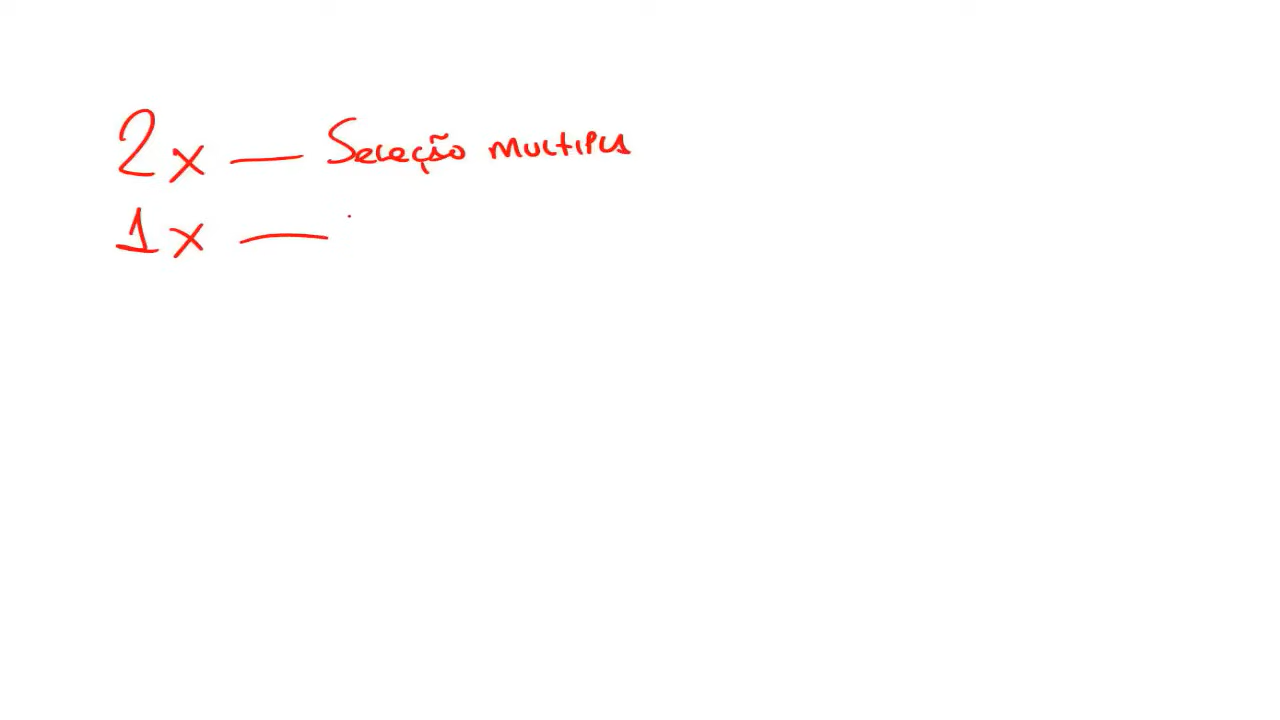 2x — Seleção multipla
1x —